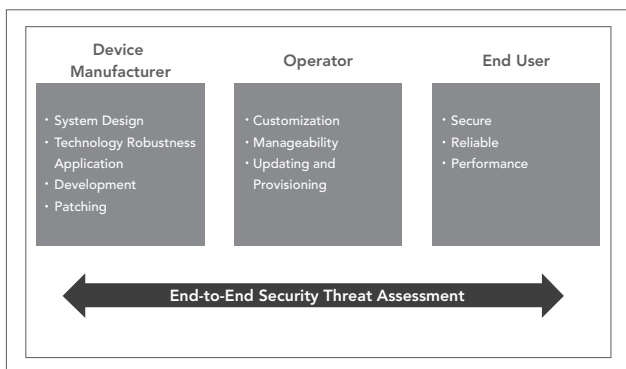 Device
Manufacturer
Operator
End User
· System Design
· Technology Robustness
Application
· Development
· Patching
· Customization
· Manageability
· Updating and
Provisioning
· Secure
· Reliable
· Performance
End-to-End Security Threat Assessment